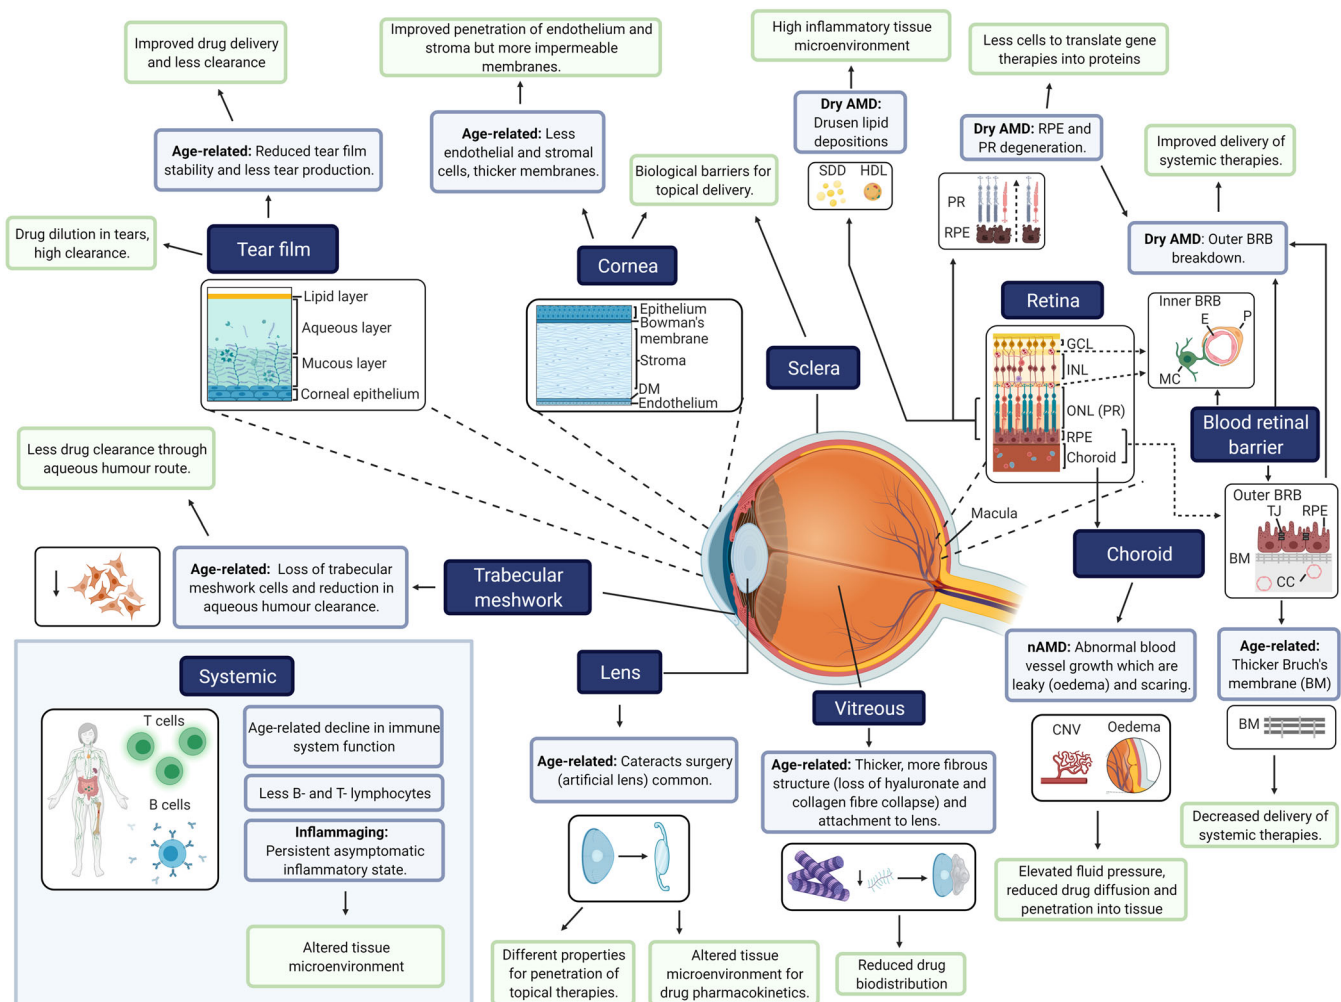 Improved drug delivery
and less clearance
Age-related: Reduced tear film
stability and less tear production.
Drug dilution in tears,
high clearance.
Tear film
Lipid layer
Aqueous layer
Mucous layer
Corneal epithelium
Improved penetration of endothelium and
stroma but more impermeable
membranes.
Age-related: Less
endothelial and stromal
cells, thicker membranes.
Biological barriers for
topical delivery.
Cornea
Epithelium
Bowman's
membrane
Stroma
DM
Endothelium
Sclera
High inflammatory tissue
microenvironment
Dry AMD:
Drusen lipid
depositions
SDD
HDL
Less cells to translate gene
therapies into proteins
Dry AMD: RPE and
PR degeneration.
PR
RPE
Improved delivery of
systemic therapies.
Dry AMD: Outer BRB
breakdown.
Retina
GCL
INL
ONL (PR)
RPE
Choroid
Inner BRB
E
P
MC
Blood retinal
barrier
Outer BRB
TJ
RPE
BM
CC
Macula
Choroid
nAMD: Abnormal blood
vessel growth which are
leaky (oedema) and scaring.
CNV
Oedema
Elevated fluid pressure,
reduced drug diffusion and
penetration into tissue
Age-related:
Thicker Bruch's
membrane (BM)
BM
Decreased delivery of
systemic therapies.
Less drug clearance through
aqueous humour route.
Age-related: Loss of trabecular
meshwork cells and reduction in
aqueous humour clearance.
Trabecular
meshwork
Lens
Age-related: Cateracts surgery
(artificial lens) common.
Different properties
for penetration of
topical therapies.
Altered tissue
microenvironment for
drug pharmacokinetics.
Vitreous
Age-related: Thicker, more fibrous
structure (loss of hyaluronate and
collagen fibre collapse) and
attachment to lens.
Reduced drug
biodistribution
Systemic
T cells
B cells
Age-related decline in immune
system function
Less B- and T- lymphocytes
Inflammaging:
Persistent asymptomatic
inflammatory state.
Altered tissue
microenvironment